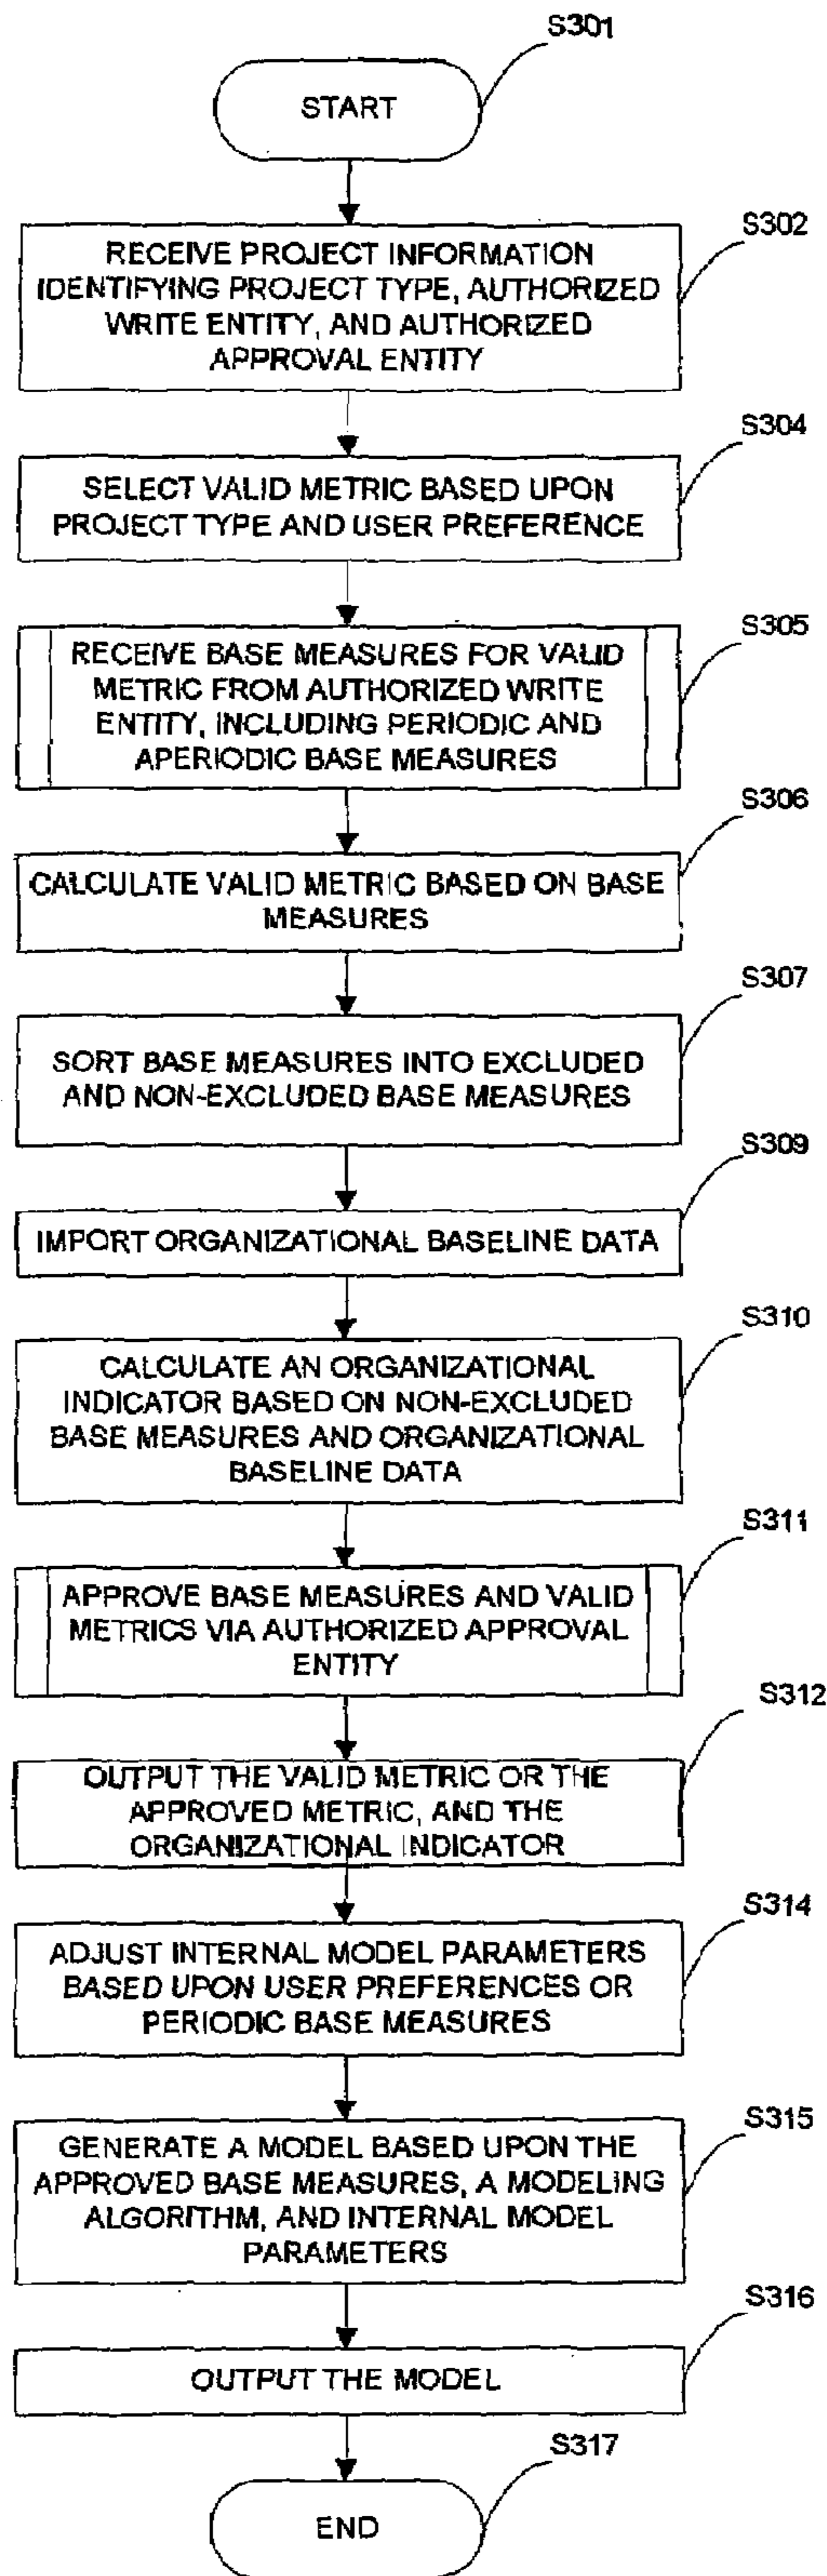 S301
START
S302
RECEIVE PROJECT INFORMATION
IDENTIFYING PROJECT TYPE, AUTHORIZED
WRITE ENTITY, AND AUTHORIZED
APPROVAL ENTITY
S304
SELECT VALID METRIC BASED UPON
PROJECT TYPE AND USER PREFERENCE
S305
RECEIVE BASE MEASURES FOR VALID
METRIC FROM AUTHORIZED WRITE
ENTITY, INCLUDING PERIODIC AND
APERIODIC BASE MEASURES
S306
CALCULATE VALID METRIC BASED ON BASE
MEASURES
S307
SORT BASE MEASURES INTO EXCLUDED
AND NON-EXCLUDED BASE MEASURES
S309
IMPORT ORGANIZATIONAL BASELINE DATA
S310
CALCULATE AN ORGANIZATIONAL
INDICATOR BASED ON NON-EXCLUDED
BASE MEASURES AND ORGANIZATIONAL
BASELINE DATA
S311
APPROVE BASE MEASURES AND VALID
METRICS VIA AUTHORIZED APPROVAL
ENTITY
S312
OUTPUT THE VALID METRIC OR THE
APPROVED METRIC, AND THE
ORGANIZATIONAL INDICATOR
S314
ADJUST INTERNAL MODEL PARAMETERS
BASED UPON USER PREFERENCES OR
PERIODIC BASE MEASURES
S315
GENERATE A MODEL BASED UPON THE
APPROVED BASE MEASURES, A MODELING
ALGORITHM, AND INTERNAL MODEL
PARAMETERS
S316
OUTPUT THE MODEL
S317
END